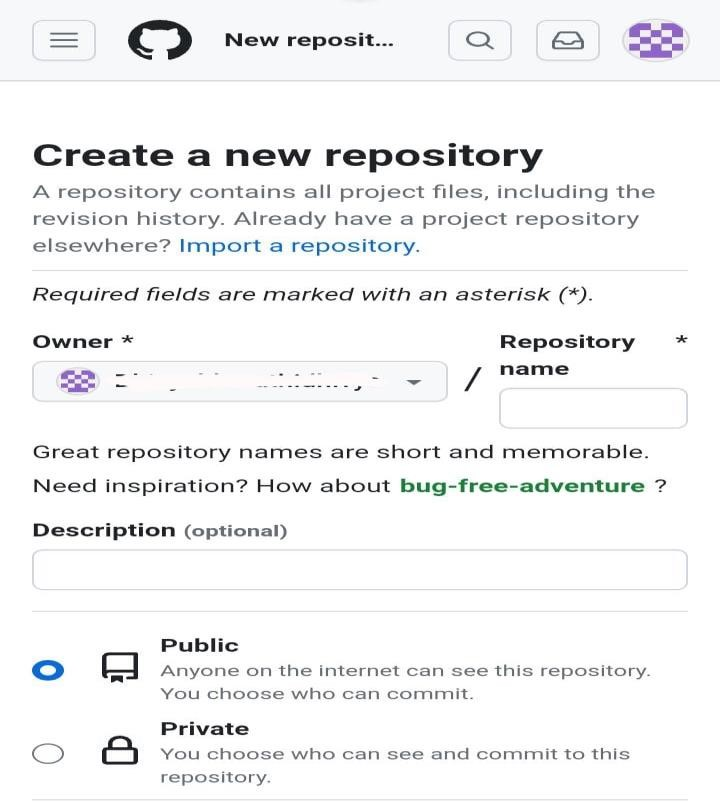 New reposit...
Create a new repository
A repository contains all project files, including the
revision history. Already have a project repository
elsewhere? Import a repository.
Required fields are marked with an asterisk (*).
Owner *
Repository *
name
/
Great repository names are short and memorable.
Need inspiration? How about bug-free-adventure ?
Description (optional)
Public
Anyone on the internet can see this repository.
You choose who can commit.
Private
You choose who can see and commit to this
repository.